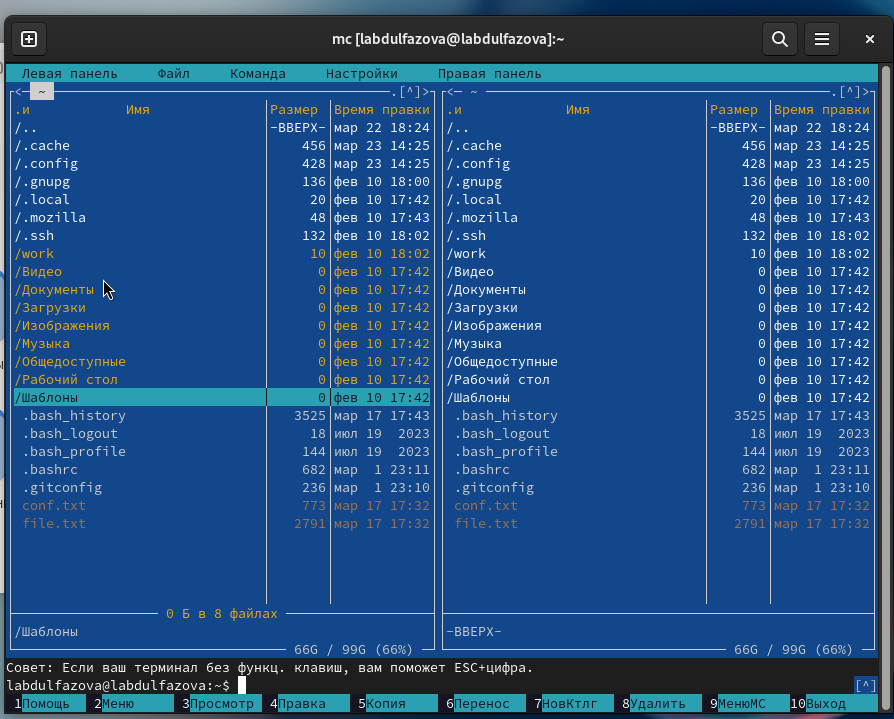 mc [labdulfazova@labdulfazova]:~
Левая панель Файл Команда Настройки Правая панель
<─ ~ .[^]> <─ ~ .[^]>
.и Имя Размер Время правки .и Имя Размер Время правки
/.. -ВВЕРХ- мар 22 18:24 /.. -ВВЕРХ- мар 22 18:24
/.cache 456 мар 23 14:25 /.cache 456 мар 23 14:25
/.config 428 мар 23 14:25 /.config 428 мар 23 14:25
/.gnupg 136 фев 10 18:00 /.gnupg 136 фев 10 18:00
/.local 20 фев 10 17:42 /.local 20 фев 10 17:42
/.mozilla 48 фев 10 17:43 /.mozilla 48 фев 10 17:43
/.ssh 132 фев 10 18:02 /.ssh 132 фев 10 18:02
/work 10 фев 10 18:02 /work 10 фев 10 18:02
/Видео 0 фев 10 17:42 /Видео 0 фев 10 17:42
/Документы 0 фев 10 17:42 /Документы 0 фев 10 17:42
/Загрузки 0 фев 10 17:42 /Загрузки 0 фев 10 17:42
/Изображения 0 фев 10 17:42 /Изображения 0 фев 10 17:42
/Музыка 0 фев 10 17:42 /Музыка 0 фев 10 17:42
/Общедоступные 0 фев 10 17:42 /Общедоступные 0 фев 10 17:42
/Рабочий стол 0 фев 10 17:42 /Рабочий стол 0 фев 10 17:42
/Шаблоны 0 фев 10 17:42 /Шаблоны 0 фев 10 17:42
.bash_history 3525 мар 17 17:43 .bash_history 3525 мар 17 17:43
.bash_logout 18 июл 19 2023 .bash_logout 18 июл 19 2023
.bash_profile 144 июл 19 2023 .bash_profile 144 июл 19 2023
.bashrc 682 мар 1 23:11 .bashrc 682 мар 1 23:11
.gitconfig 236 мар 1 23:10 .gitconfig 236 мар 1 23:10
conf.txt 773 мар 17 17:32 conf.txt 773 мар 17 17:32
file.txt 2791 мар 17 17:32 file.txt 2791 мар 17 17:32
0 Б в 8 файлах
/Шаблоны -ВВЕРХ-
66G / 99G (66%) 66G / 99G (66%)
Совет: Если ваш терминал без функц. клавиш, вам поможет ESC+цифра.
labdulfazova@labdulfazova:~$ [^]
1Помощь 2Меню 3Просмотр 4Правка 5Копия 6Перенос 7НовКтлг 8Удалить 9МенюМС 10Выход